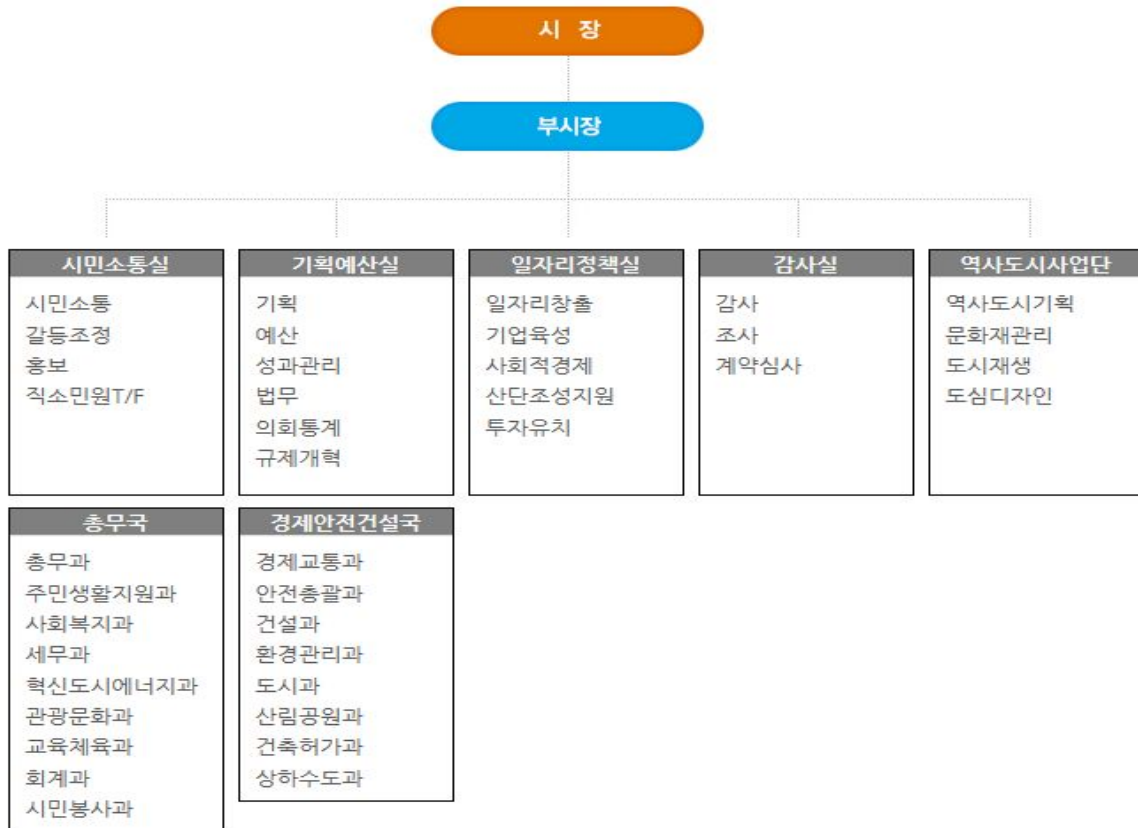 시 장
부시장
시민소통실
시민소통
갈등조정
홍보
직소민원T/F
기획예산실
기획
예산
성과관리
법무
의회통계
규제개혁
일자리정책실
일자리창출
기업육성
사회적경제
산단조성지원
투자유치
감사실
감사
조사
계약심사
역사도시사업단
역사도시기획
문화재관리
도시재생
도심디자인
총무국
총무과
주민생활지원과
사회복지과
세무과
혁신도시에너지과
관광문화과
교육체육과
회계과
시민봉사과
경제안전건설국
경제교통과
안전총괄과
건설과
환경관리과
도시과
산림공원과
건축허가과
상하수도과